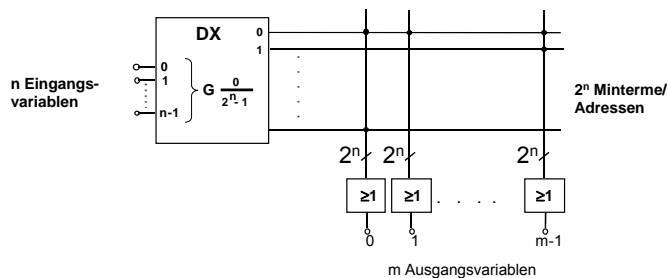 DX
0
1
n Eingangs-
variablen
0
1
n-1
G 0
2ⁿ-1
2ⁿ Minterme/
Adressen
2ⁿ 2ⁿ 2ⁿ
≥1 ≥1 . . . . ≥1
0 1 m-1
m Ausgangsvariablen